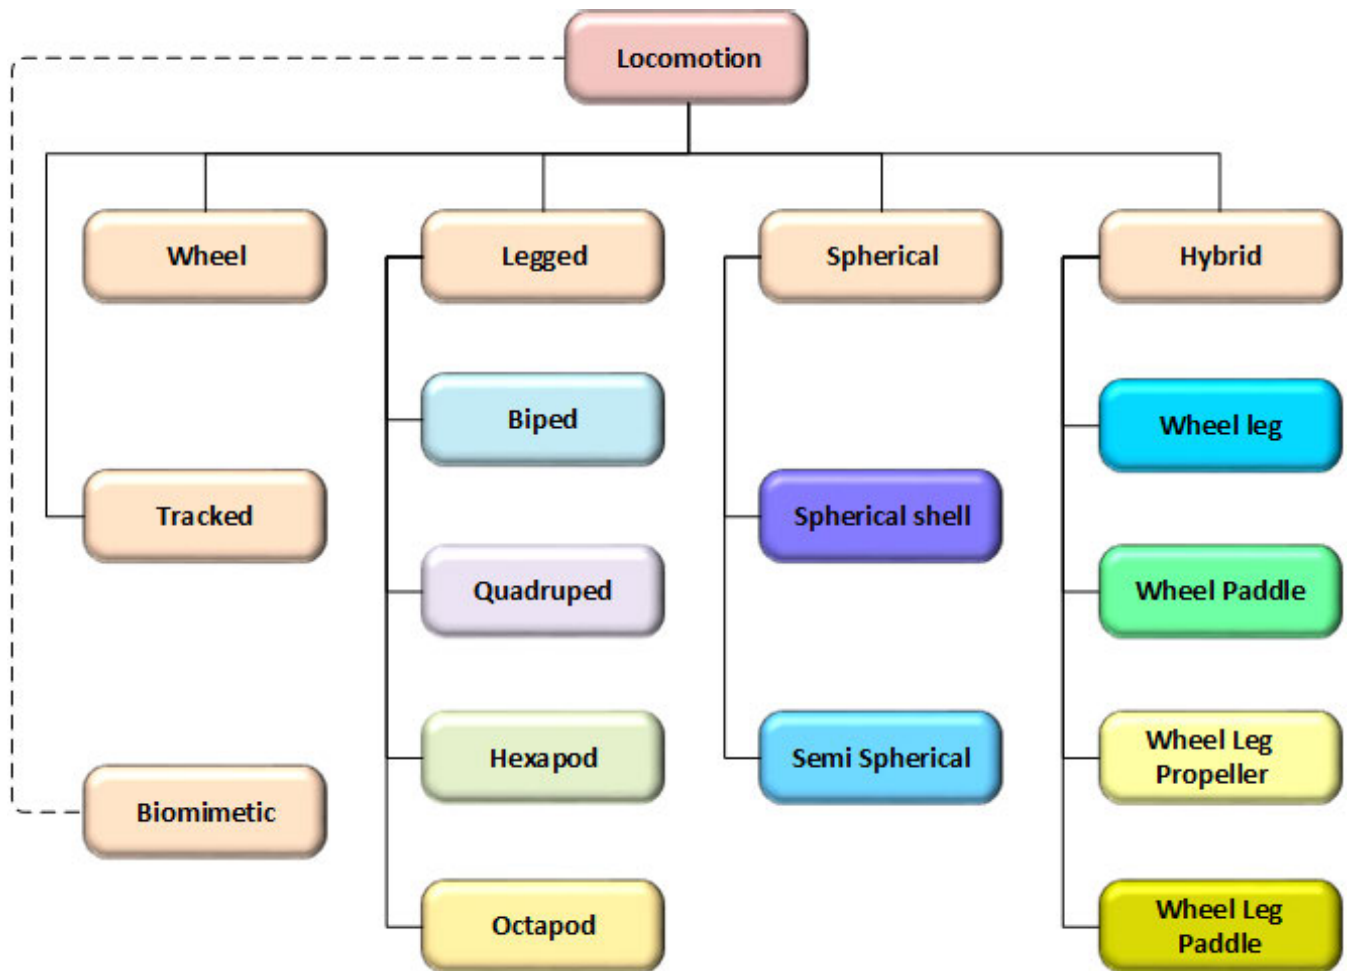 Locomotion
Wheel
Legged
Spherical
Hybrid
Biped
Wheel leg
Tracked
Spherical shell
Quadruped
Wheel Paddle
Hexapod
Semi Spherical
Wheel Leg
Propeller
Biomimetic
Octapod
Wheel Leg
Paddle